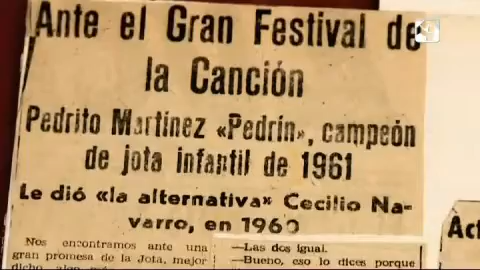 Ante el Gran Festival de
la Canción
Pedrito Martínez «Pedrín», campeón
de jota infantil de 1961
Le dió «la alternativa» Cecilio Na-
varro, en 1960
Nos encontramos ante una
gran promesa de la Jota, mejor
—Las dos igual.
—Bueno, eso lo dices porque
Act